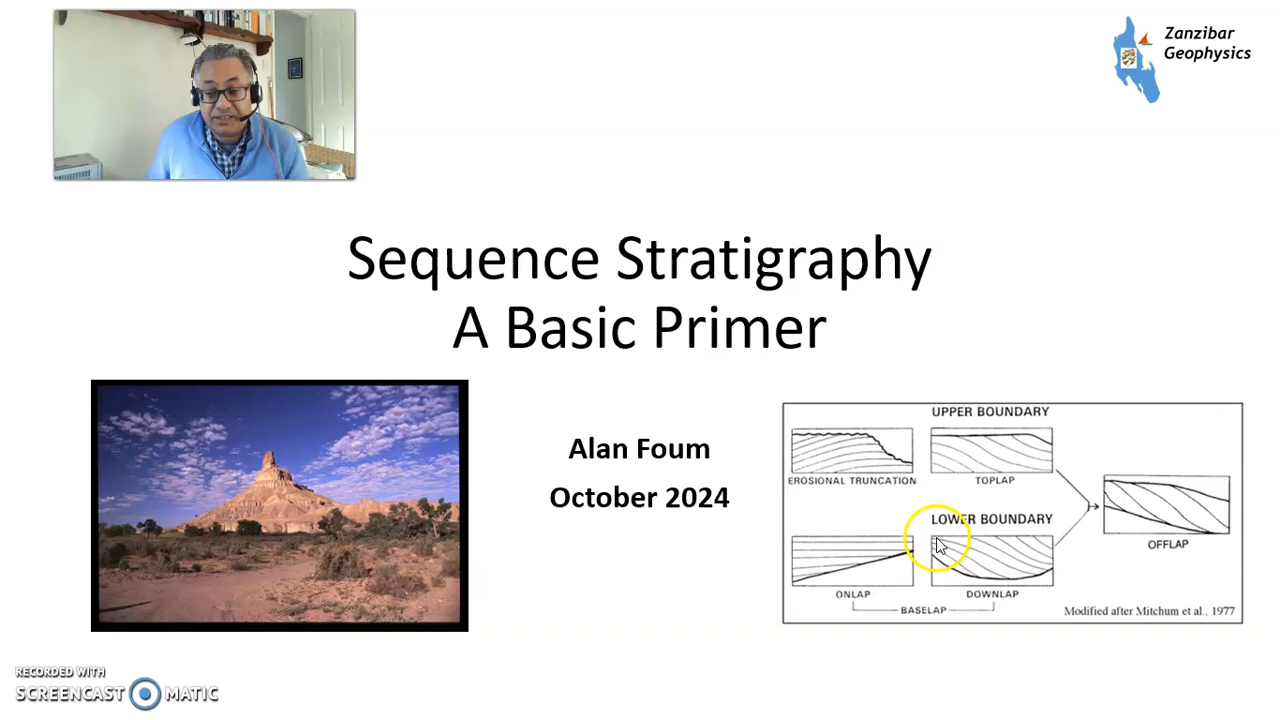 Zanzibar
Geophysics
Sequence Stratigraphy
A Basic Primer
Alan Foum
October 2024
UPPER BOUNDARY
EROSIONAL TRUNCATION
TOPLAP
LOWER BOUNDARY
OFFLAP
ONLAP
DOWNLAP
BASELAP
Modified after Mitchum et al., 1977
RECORDED WITH
SCREENCAST MATIC